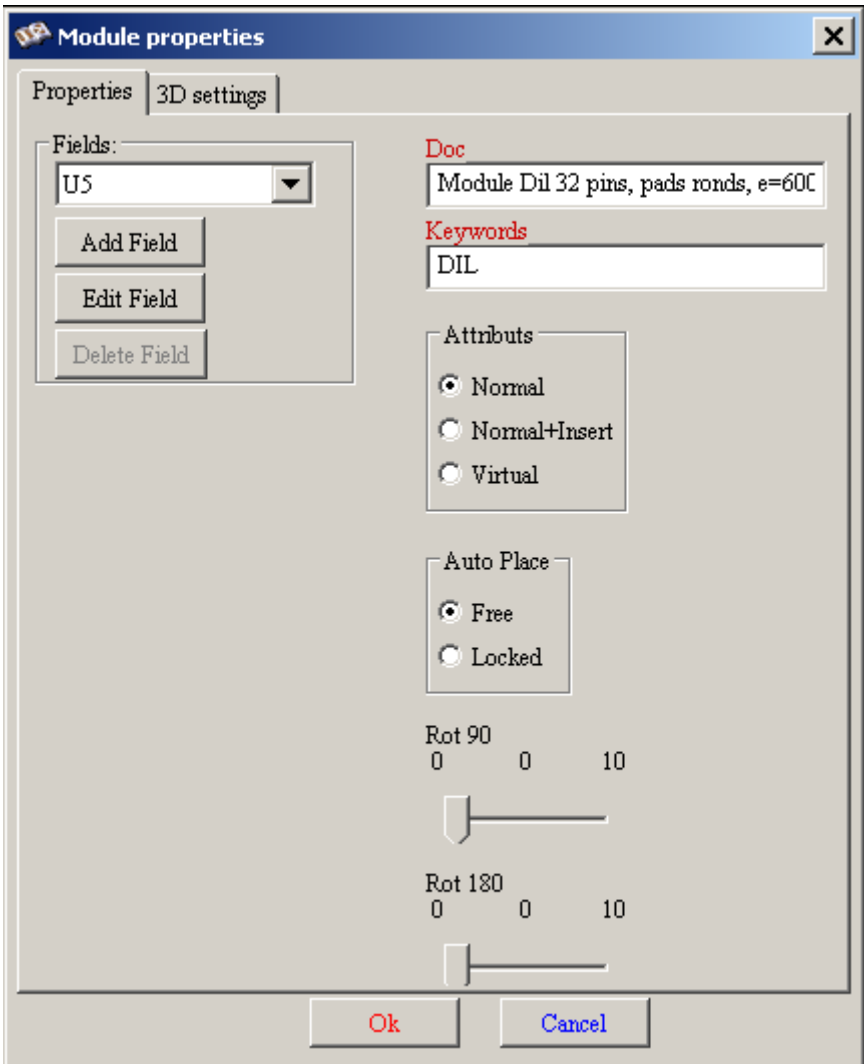 Module properties
Properties
3D settings
Fields:
U5
Add Field
Edit Field
Delete Field
Doc
Module Dil 32 pins, pads ronds, e=600
Keywords
DIL
Attributs
Normal
Normal+Insert
Virtual
Auto Place
Free
Locked
Rot 90
0 0 10
Rot 180
0 0 10
Ok
Cancel